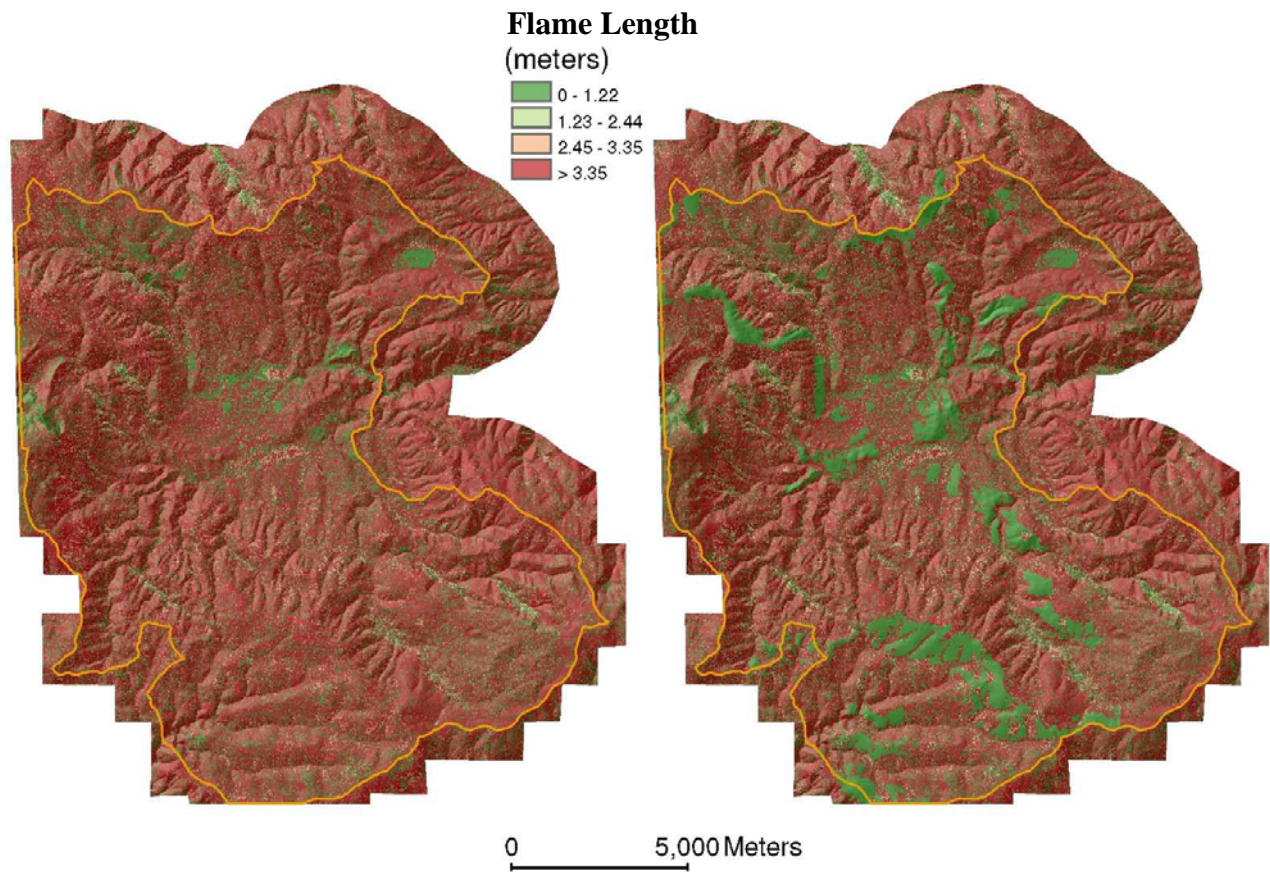 Flame Length
(meters)
0 - 1.22
1.23 - 2.44
2.45 - 3.35
> 3.35
0 5,000 Meters